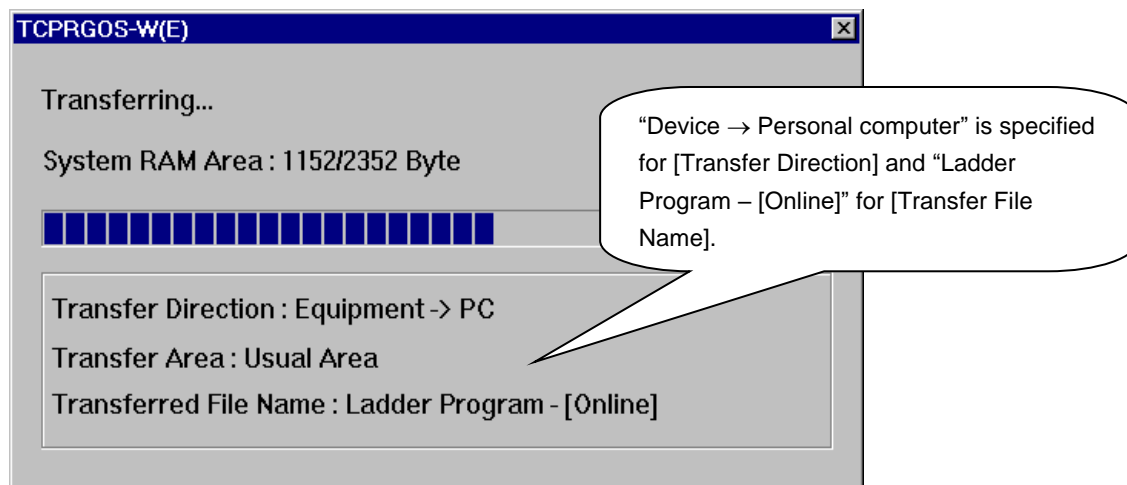 TCPRGOS-W(E)
Transferring...
System RAM Area : 1152/2352 Byte
“Device → Personal computer” is specified
for [Transfer Direction] and “Ladder
Program – [Online]” for [Transfer File
Name].
Transfer Direction : Equipment -> PC
Transfer Area : Usual Area
Transferred File Name : Ladder Program - [Online]